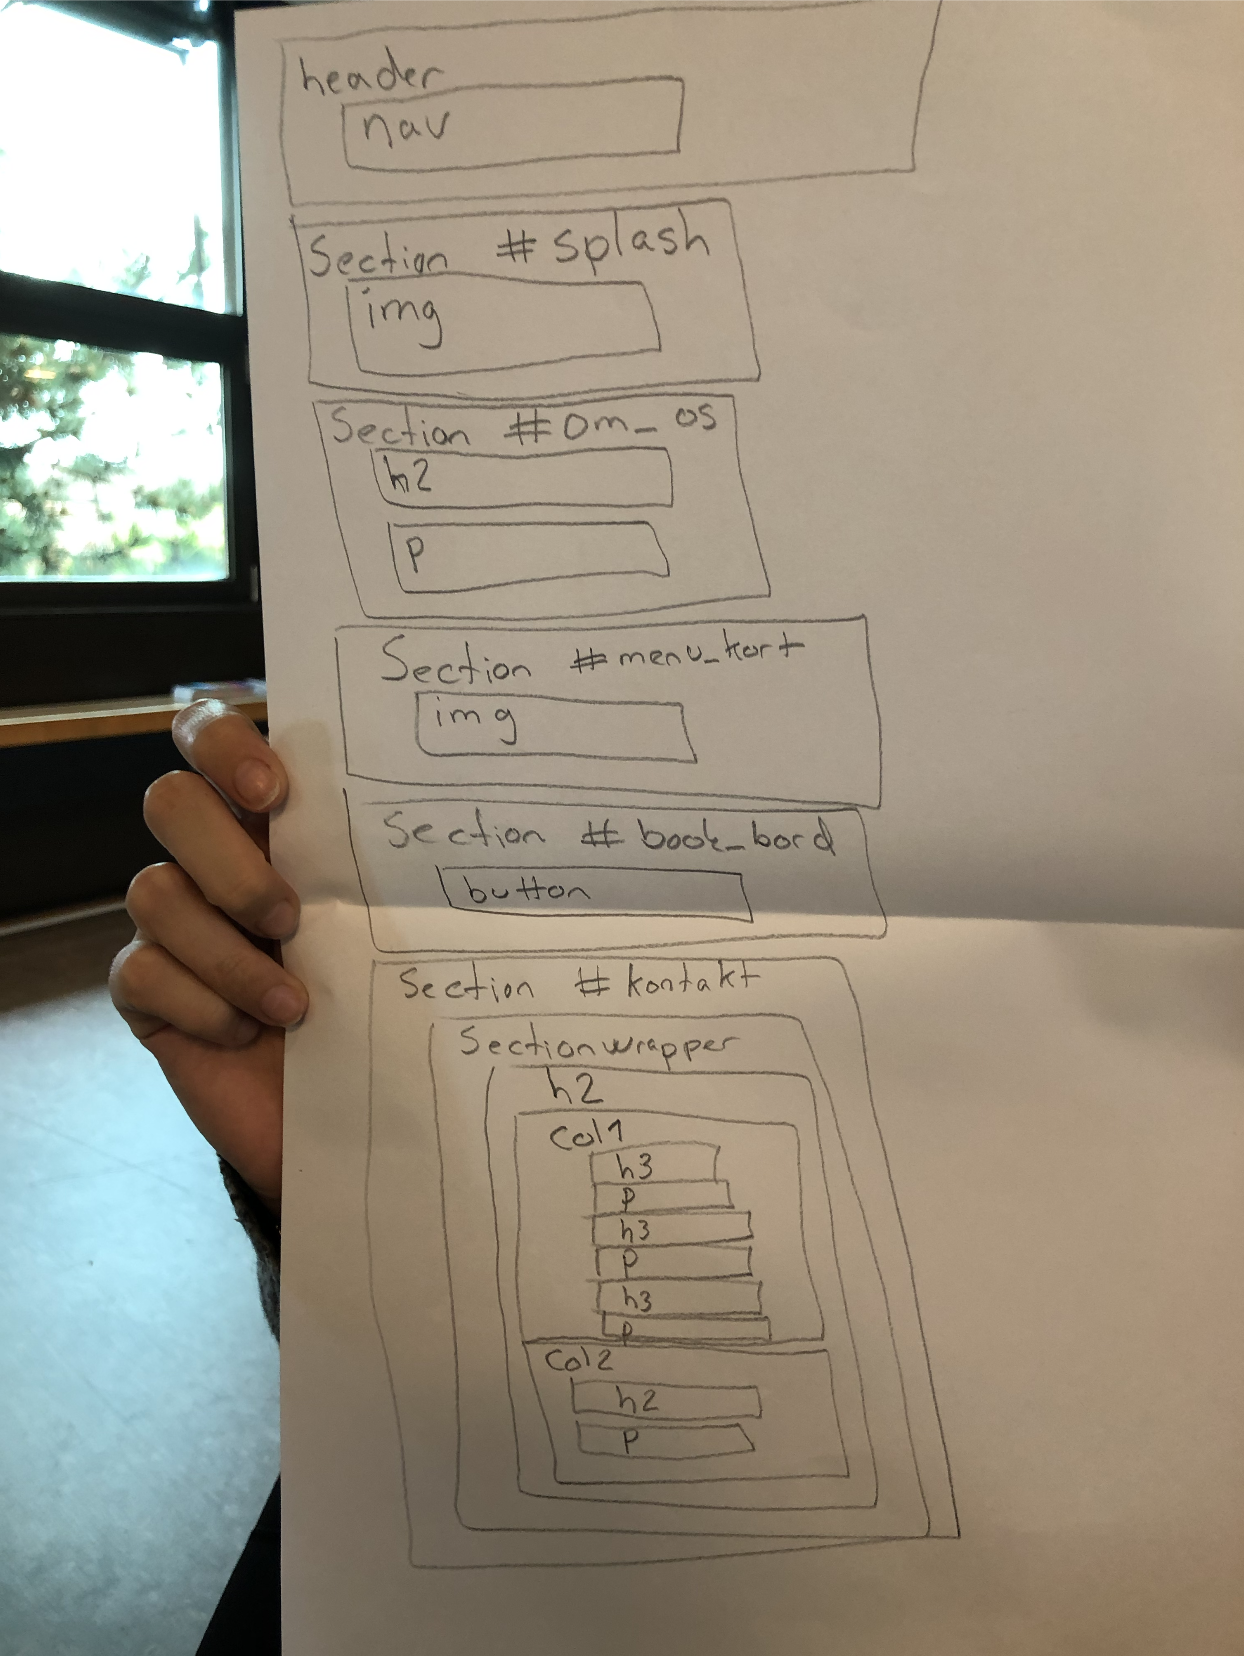 header
nav
Section # splash
img
Section # om_os
h2
p
Section # menu_kort
img
Section # book_bord
button
Section # kontakt
Sectionwrapper
h2
Col1
h3
p
h3
p
h3
p
Col2
h2
p